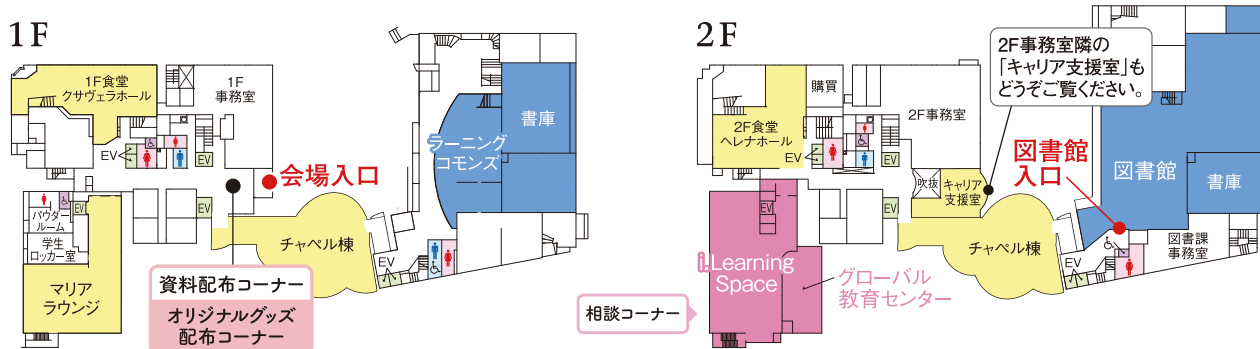 1F
1F食堂
クサヴェラホール
1F
事務室
EV
EV
会場入口
ラーニング
コモンズ
書庫
パウダー
ルーム
EV
EV
学生
ロッカー室
マリア
ラウンジ
チャペル棟
EV
資料配布コーナー
オリジナルグッズ
配布コーナー
2F
2F食堂
ヘレナホール
購買
2F事務室
2F事務室隣の
「キャリア支援室」も
どうぞご覧ください。
EV
EV
吹抜
キャリア
支援室
図書館
入口
図書館
書庫
EV
EV
チャペル棟
図書課
事務室
EV
i.Learning
Space
グローバル
教育センター
相談コーナー